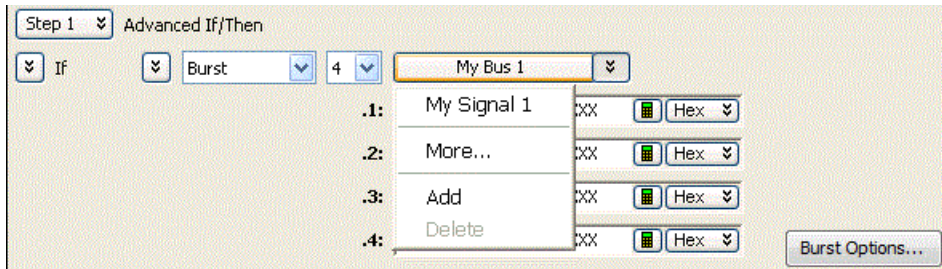 Step 1 Advanced If/Then
If Burst 4 My Bus 1
.1: My Signal 1 XX Hex
.2: More... XX Hex
.3: Add XX Hex
.4: Delete XX Hex
Burst Options...